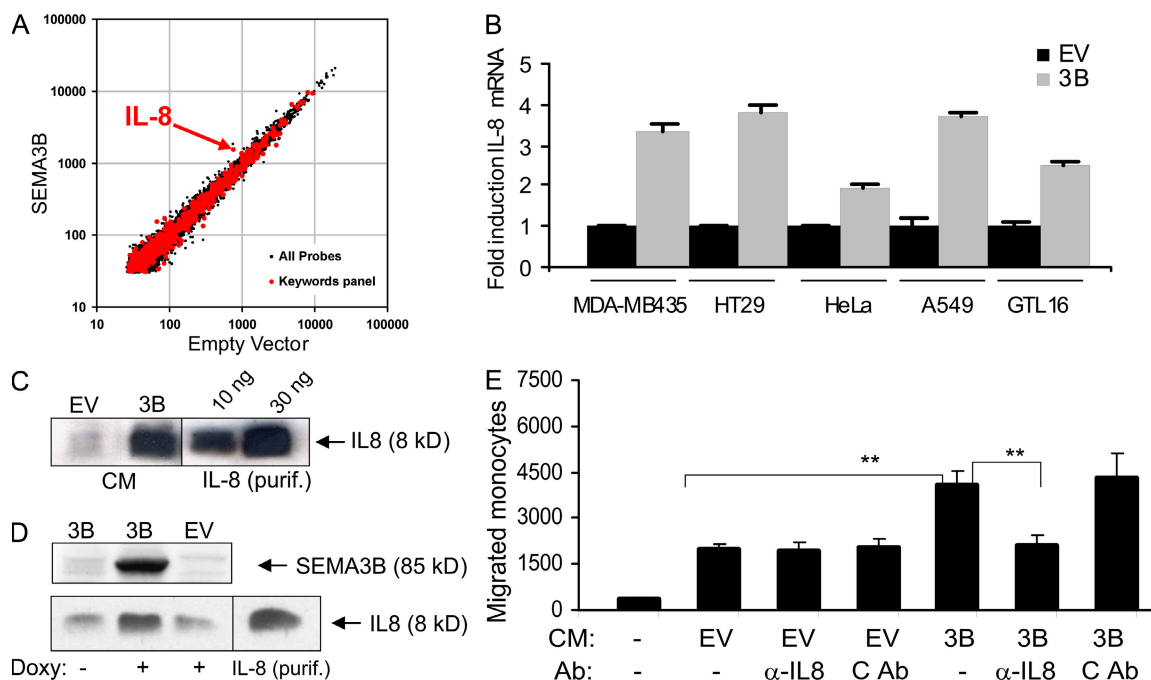 A
100000
10000
1000
100
10
SEMA3B
IL-8
All Probes
Keywords panel
10 100 1000 10000 100000
Empty Vector
B
Fold induction IL-8 mRNA
5
4
3
2
1
0
EV
3B
MDA-MB435 HT29 HeLa A549 GTL16
C
EV 3B 10 ng 30 ng
IL8 (8 kD)
CM IL-8 (purif.)
D
3B 3B EV
SEMA3B (85 kD)
IL8 (8 kD)
Doxy: - + + IL-8 (purif.)
E
Migrated monocytes
7500
6000
4500
3000
1500
0
** **
CM: - EV EV EV 3B 3B 3B
Ab: - - α-IL8 C Ab - α-IL8 C Ab